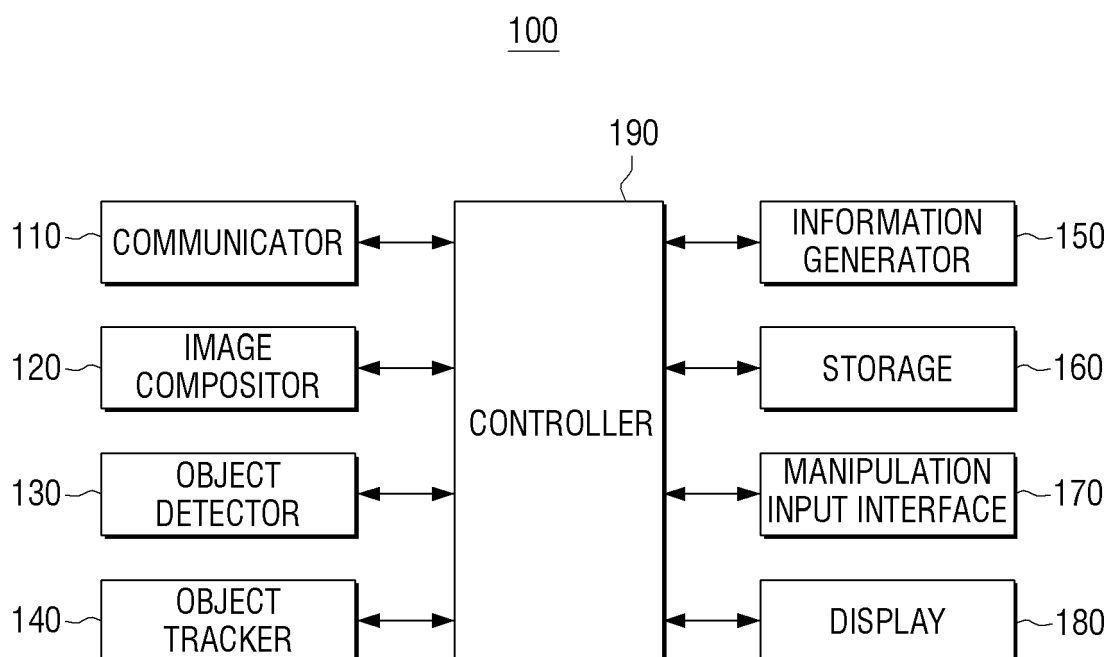 100
190
110
COMMUNICATOR
INFORMATION
GENERATOR
150
120
IMAGE
COMPOSITOR
STORAGE
160
CONTROLLER
130
OBJECT
DETECTOR
MANIPULATION
INPUT INTERFACE
170
140
OBJECT
TRACKER
DISPLAY
180